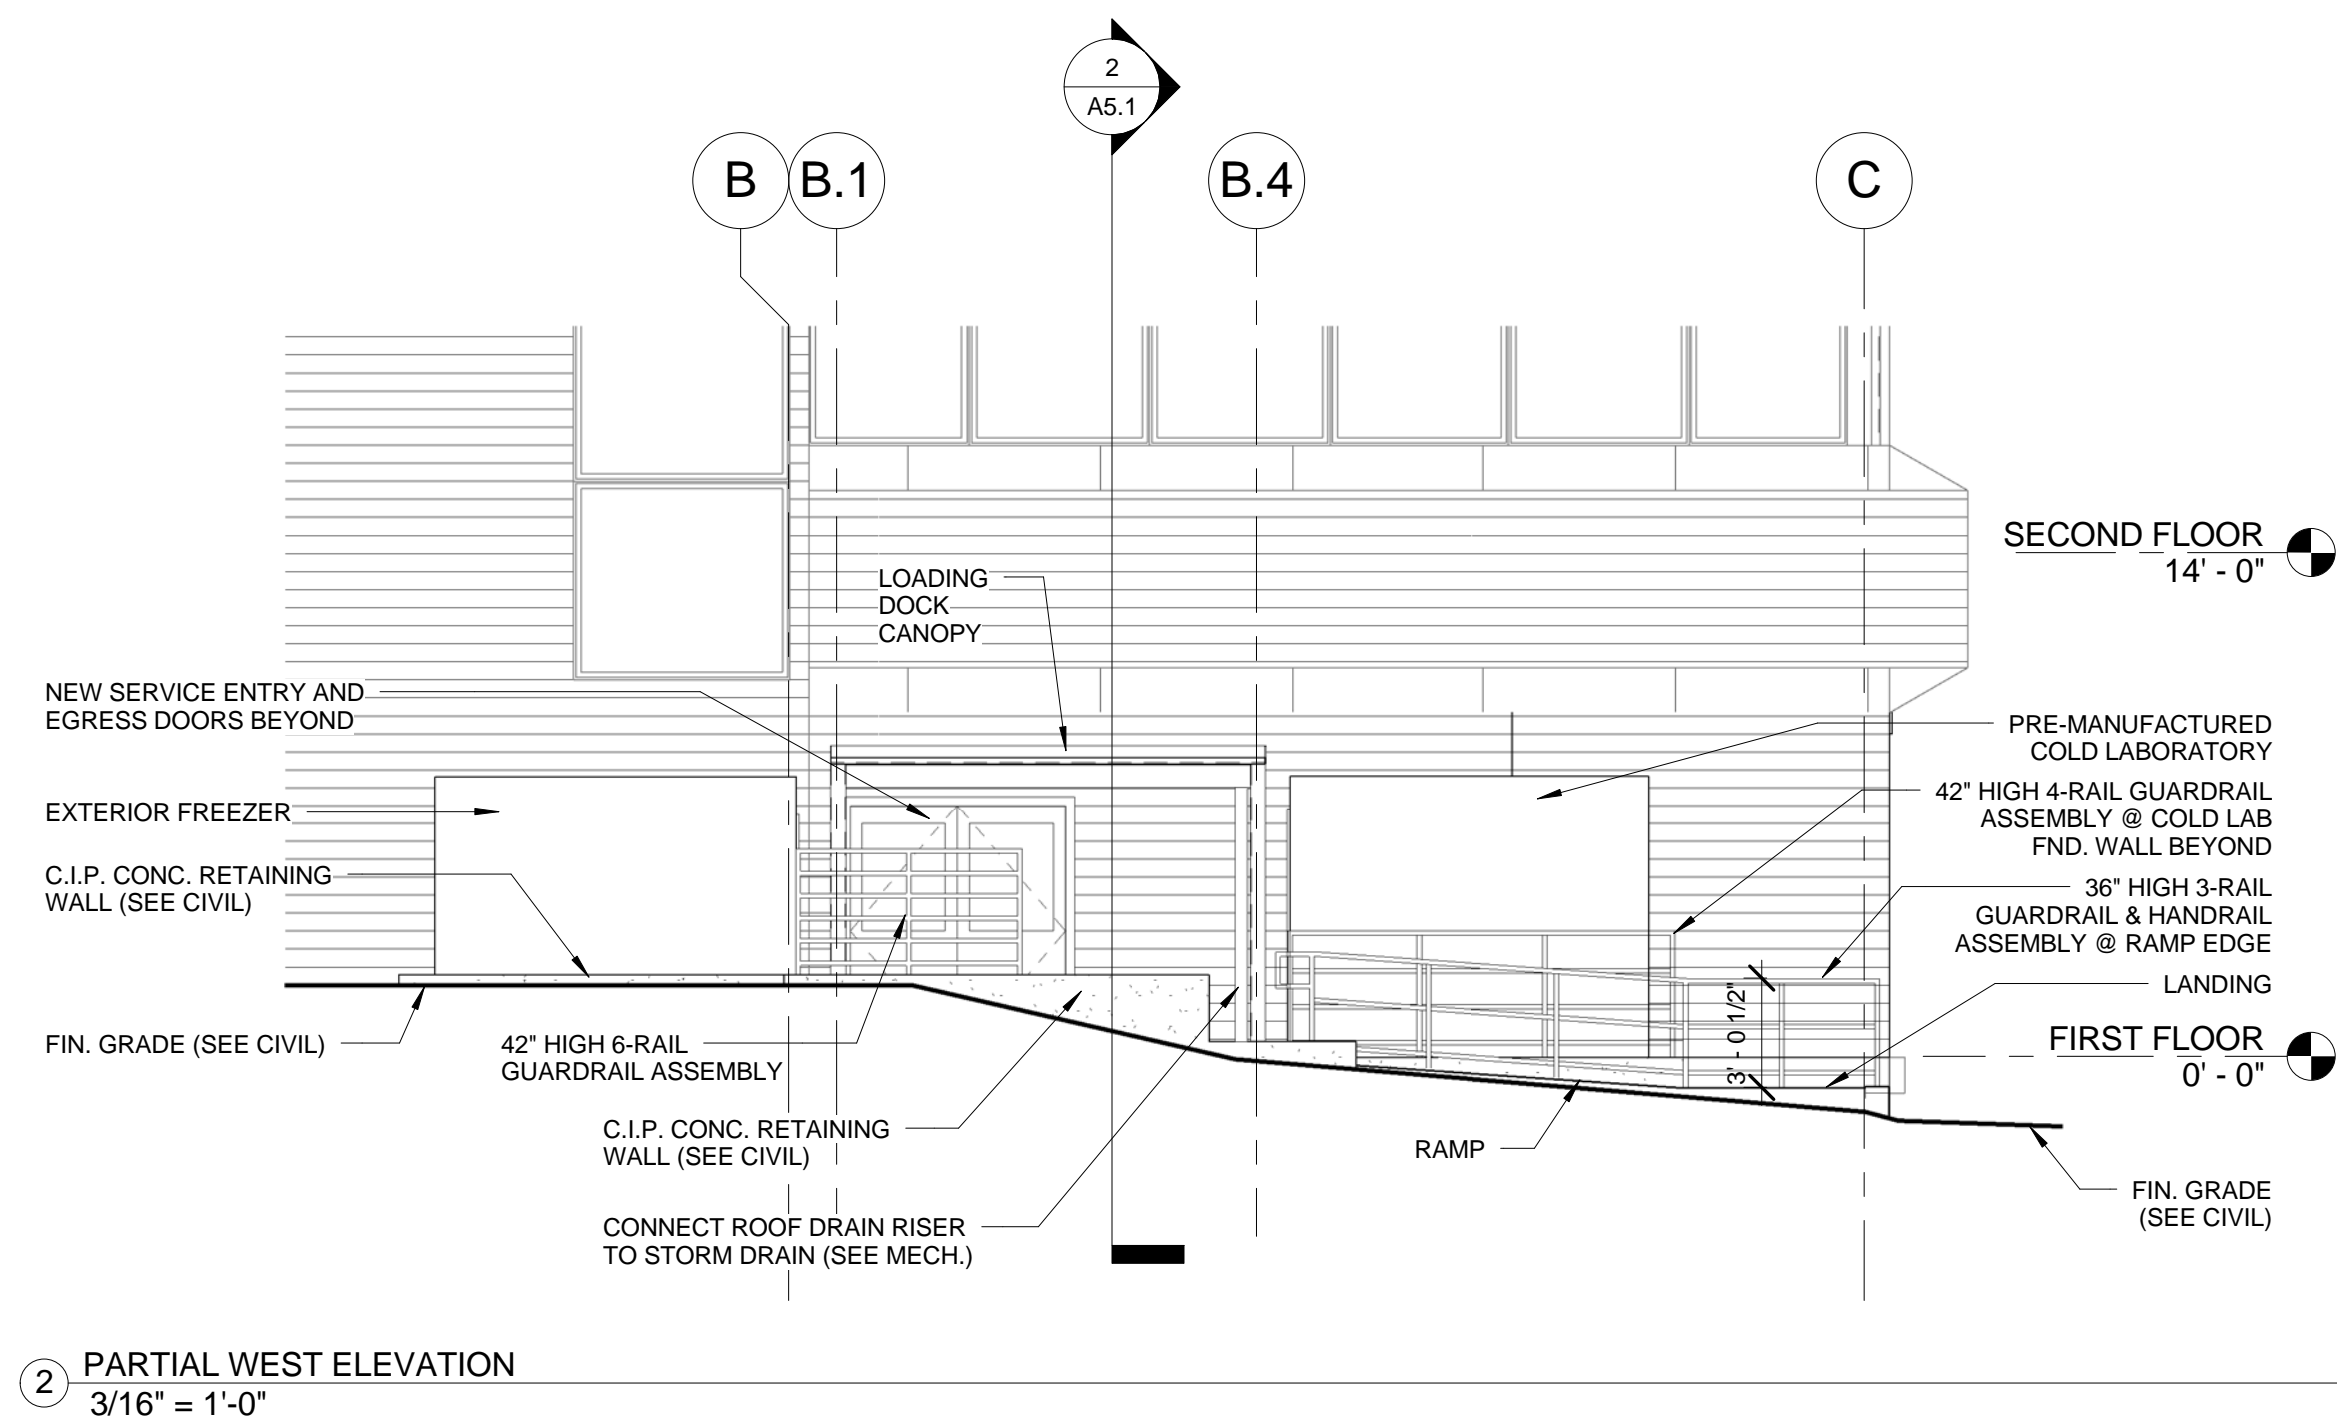 2
A5.1
B
B.1
B.4
C
SECOND FLOOR
14' - 0"
LOADING
DOCK
CANOPY
NEW SERVICE ENTRY AND
EGRESS DOORS BEYOND
EXTERIOR FREEZER
C.I.P. CONC. RETAINING
WALL (SEE CIVIL)
FIN. GRADE (SEE CIVIL)
42" HIGH 6-RAIL
GUARDRAIL ASSEMBLY
C.I.P. CONC. RETAINING
WALL (SEE CIVIL)
CONNECT ROOF DRAIN RISER
TO STORM DRAIN (SEE MECH.)
PRE-MANUFACTURED
COLD LABORATORY
42" HIGH 4-RAIL GUARDRAIL
ASSEMBLY @ COLD LAB
FND. WALL BEYOND
36" HIGH 3-RAIL
GUARDRAIL & HANDRAIL
ASSEMBLY @ RAMP EDGE
LANDING
3' - 0 1/2"
FIRST FLOOR
0' - 0"
RAMP
FIN. GRADE
(SEE CIVIL)
2
PARTIAL WEST ELEVATION
3/16" = 1'-0"